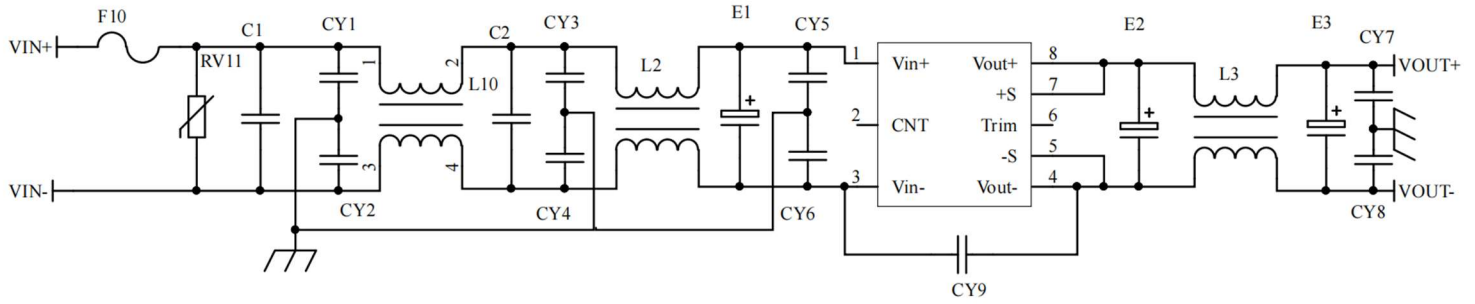 F10
VIN+
RV11
C1
CY1
1
2
L10
3
4
CY2
VIN-
C2
CY3
CY4
L2
E1
+
CY5
CY6
1
Vin+
Vout+
8
+S
7
2
CNT
Trim
6
-S
5
3
Vin-
Vout-
4
CY9
E2
+
L3
E3
+
CY7
VOUT+
VOUT-
CY8